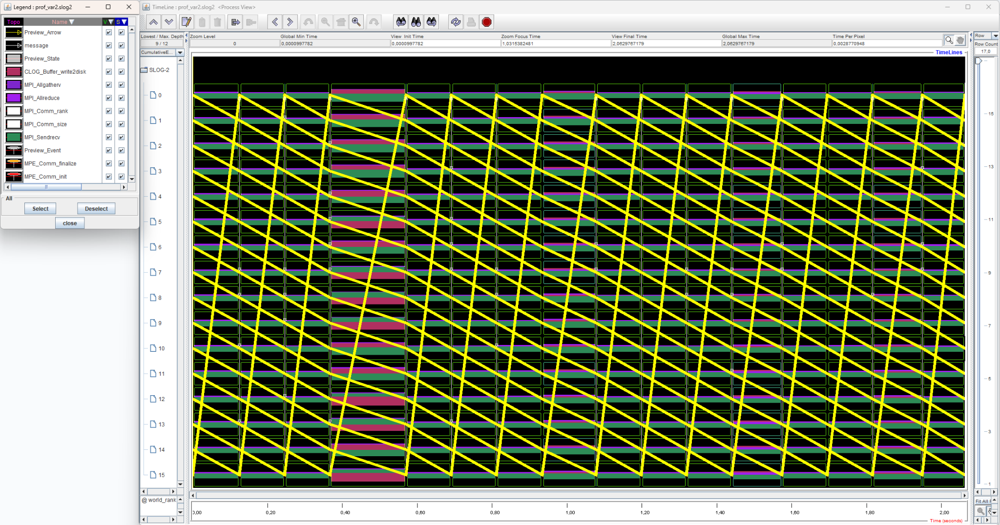 Legend : prof_var2.slog2
Topo Name V S
Preview_Arrow
message
Preview_State
CLOG_Buffer_write2disk
MPI_Allgatherv
MPI_Allreduce
MPI_Comm_rank
MPI_Comm_size
MPI_Sendrecv
Preview_Event
MPE_Comm_finalize
MPE_Comm_init
All
Select Deselect
close
TimeLine : prof_var2.slog2 <Process View>
Lowest / Max. Depth Zoom Level Global Min Time View Init Time Zoom Focus Time View Final Time Global Max Time Time Per Pixel
9 / 12 0 0,0000997782 0,0000997782 1,0315382481 2,0629767179 2,0629767179 0,0028770948
Row
Row Count
17,0
CumulativeE...
TimeLines
SLOG-2
0
1
2
3
4
5
6
7
8
9
10
11
12
13
14
15
15
13
11
9
7
5
3
1
@ world_rank
Fit All
0,00 0,20 0,40 0,60 0,80 1,00 1,20 1,40 1,60 1,80 2,00
Time (seconds)